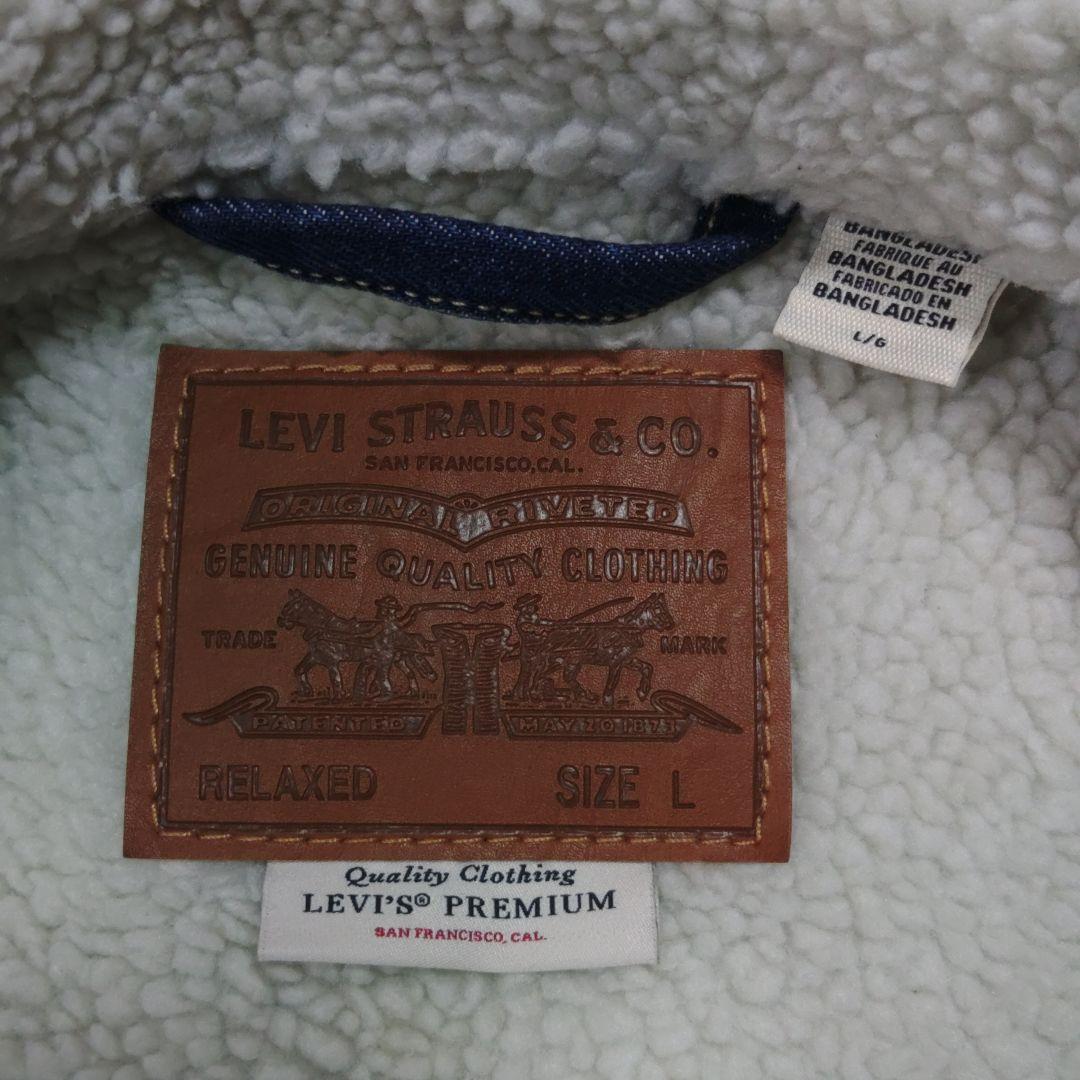 BANGLADESH
FABRIQUE AU
BANGLADESH
FABRICADO EN
BANGLADESH
L/G
LEVI STRAUSS & CO.
SAN FRANCISCO, CAL.
ORIGINAL RIVETED
GENUINE QUALITY CLOTHING
TRADE MARK
PATENTED MAY 20 1873
RELAXED SIZE L
Quality Clothing
LEVI'S® PREMIUM
SAN FRANCISCO, CAL.